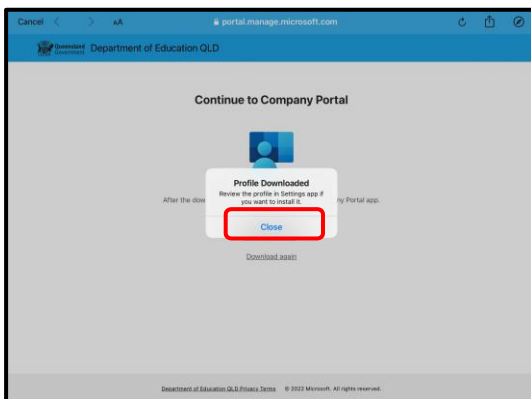 Cancel AA portal.manage.microsoft.com
Queensland Government Department of Education QLD
Continue to Company Portal
Profile Downloaded
Review the profile in Settings app if
you want to install it.
After the dow ny Portal app.
Close
Download again
Department of Education QLD Privacy Terms © 2022 Microsoft. All rights reserved.